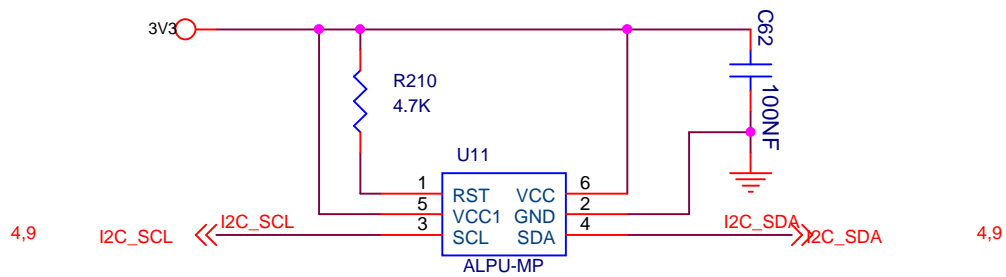 3V3
C62
100NF
R210
4.7K
U11
1 RST VCC 6
5 VCC1 GND 2
3 SCL SDA 4
ALPU-MP
4,9 I2C_SCL I2C_SCL
I2C_SDA I2C_SDA 4,9